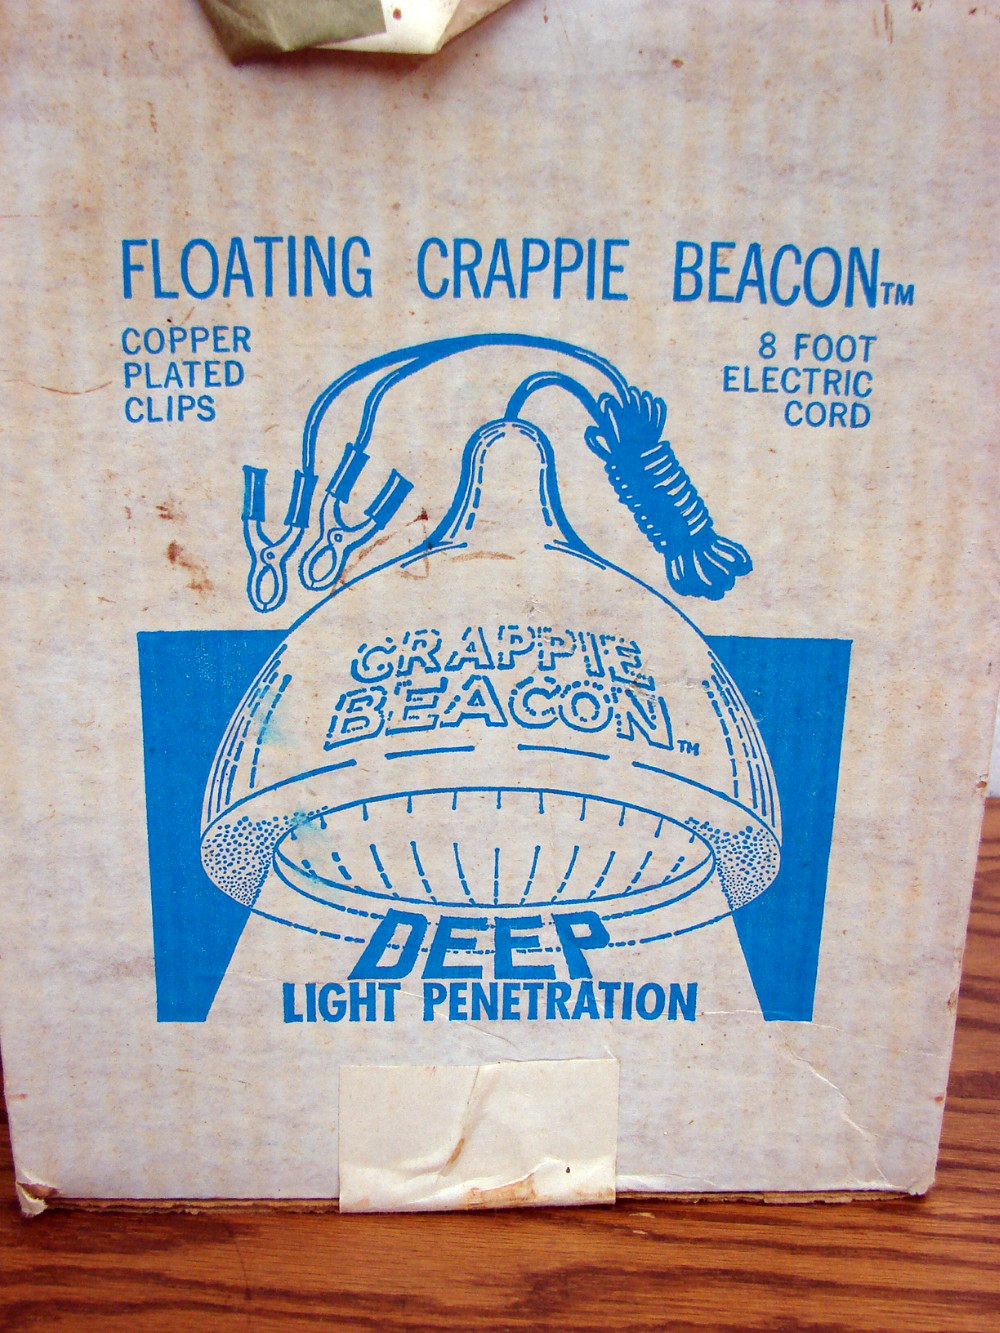 FLOATING CRAPPIE BEACON™
COPPER
PLATED
CLIPS
8 FOOT
ELECTRIC
CORD
CRAPPIE
BEACON™
DEEP
LIGHT PENETRATION